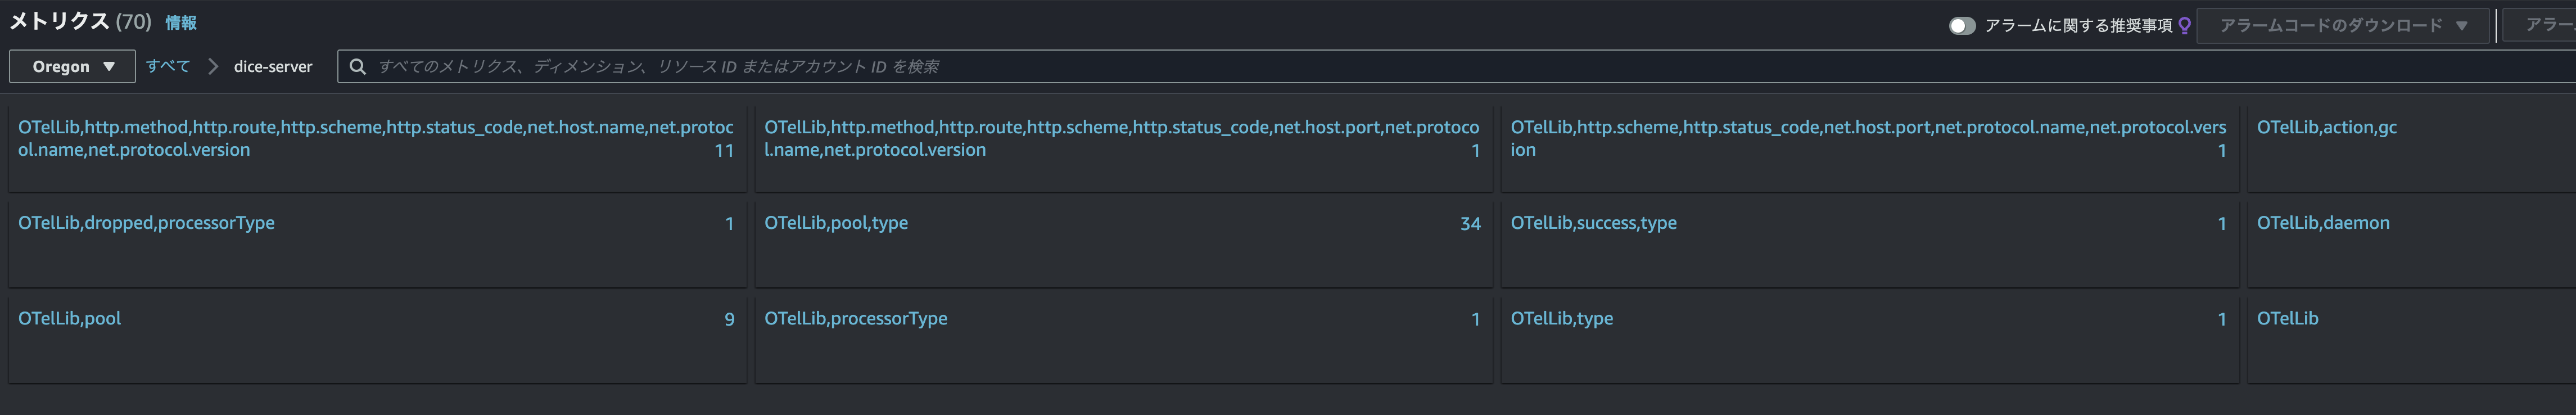 メトリクス (70) 情報
アラームに関する推奨事項 アラームコードのダウンロード ▼ アラー
Oregon ▼ すべて > dice-server すべてのメトリクス、ディメンション、リソース ID またはアカウント ID を検索
OTelLib,http.method,http.route,http.scheme,http.status_code,net.host.name,net.protoc
ol.name,net.protocol.version 11
OTelLib,http.method,http.route,http.scheme,http.status_code,net.host.port,net.protoco
l.name,net.protocol.version 1
OTelLib,http.scheme,http.status_code,net.host.port,net.protocol.name,net.protocol.vers
ion 1
OTelLib,action,gc
OTelLib,dropped,processorType 1
OTelLib,pool,type 34
OTelLib,success,type 1
OTelLib,daemon
OTelLib,pool 9
OTelLib,processorType 1
OTelLib,type 1
OTelLib